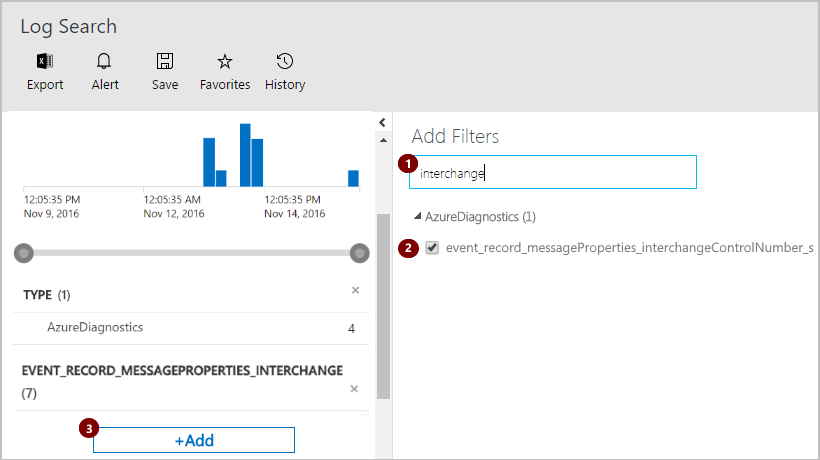 Log Search
Export Alert Save Favorites History
12:05:35 PM 12:05:35 AM 12:05:35 PM
Nov 9, 2016 Nov 12, 2016 Nov 14, 2016
TYPE (1)
AzureDiagnostics 4
EVENT_RECORD_MESSAGEPROPERTIES_INTERCHANGE
(7)
3 +Add
Add Filters
1 interchange
AzureDiagnostics (1)
2 event_record_messageProperties_interchangeControlNumber_s